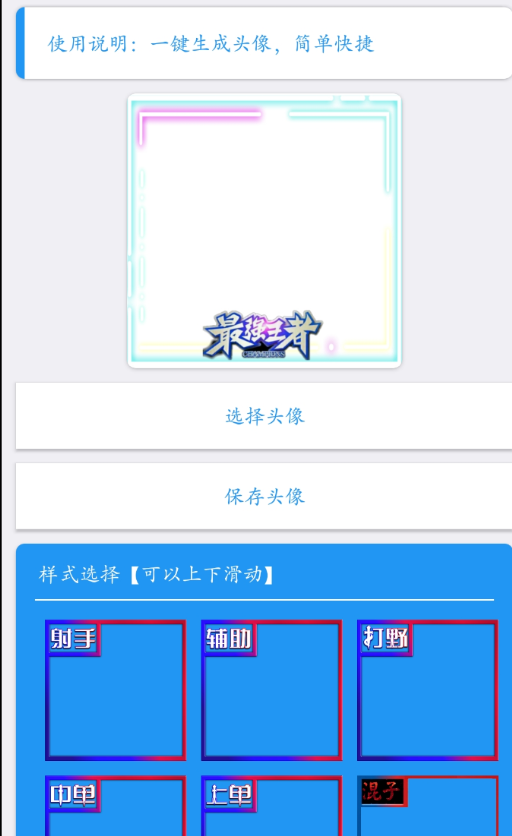 使用说明：一键生成头像，简单快捷
最强王者
选择头像
保存头像
样式选择【可以上下滑动】
射手 辅助 打野
中单 上单 混子